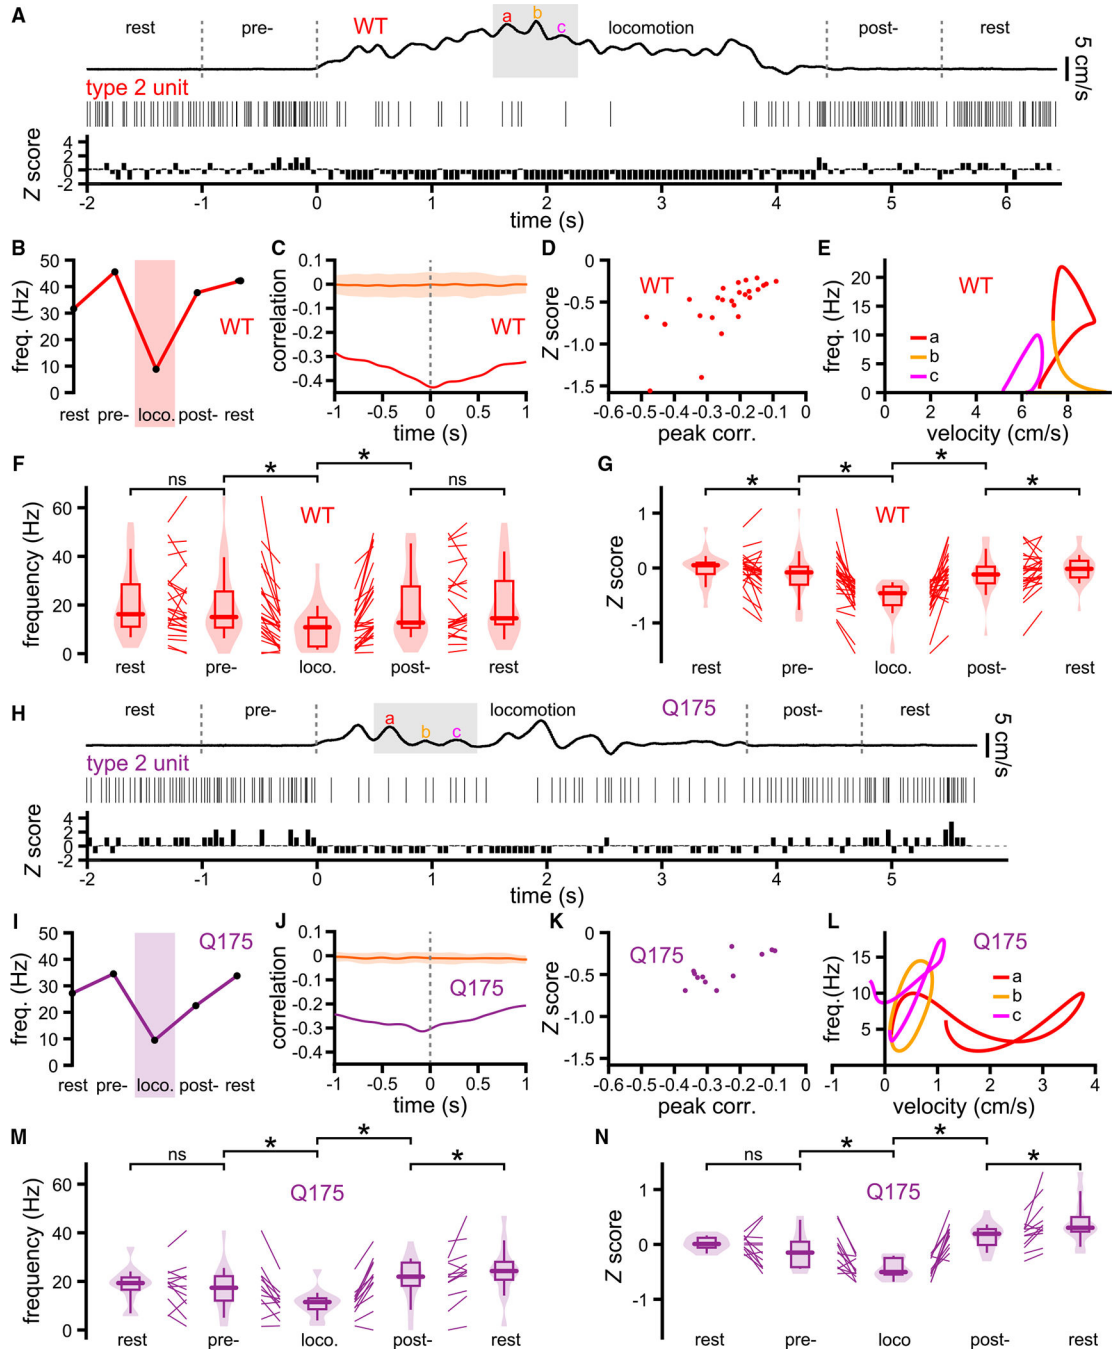 A
rest
pre-
WT
a
b
c
locomotion
post-
rest
5 cm/s
type 2 unit
Z score
4
2
0
-2
-2 -1 0 1 2 3 4 5 6
time (s)
B
freq. (Hz)
50
40
30
20
10
0
WT
rest pre- loco. post- rest
C
correlation
0.1
0
-0.1
-0.2
-0.3
-0.4
WT
-1 -0.5 0 0.5 1
time (s)
D
Z score
0
-0.5
-1.0
-1.5
WT
-0.6 -0.5 -0.4 -0.3 -0.2 -0.1 0
peak corr.
E
freq. (Hz)
20
10
0
WT
a
b
c
0 2 4 6 8
velocity (cm/s)
F
frequency (Hz)
60
40
20
0
ns * * ns
WT
rest pre- loco. post- rest
G
Z score
1
0
-1
* * * *
WT
rest pre- loco. post- rest
H
rest
pre-
a
b
c
locomotion
Q175
post-
rest
5 cm/s
type 2 unit
Z score
4
2
0
-2
-2 -1 0 1 2 3 4 5
time (s)
I
freq. (Hz)
50
40
30
20
10
0
Q175
rest pre- loco. post- rest
J
correlation
0.1
0
-0.1
-0.2
-0.3
-0.4
Q175
-1 -0.5 0 0.5 1
time (s)
K
Z score
0
-0.5
-1.0
-1.5
Q175
-0.6 -0.5 -0.4 -0.3 -0.2 -0.1 0
peak corr.
L
freq.(Hz)
15
10
5
Q175
a
b
c
-1 0 1 2 3 4
velocity (cm/s)
M
frequency (Hz)
60
40
20
0
ns * * *
Q175
rest pre- loco. post- rest
N
Z score
1
0
-1
ns * * *
Q175
rest pre- loco post- rest